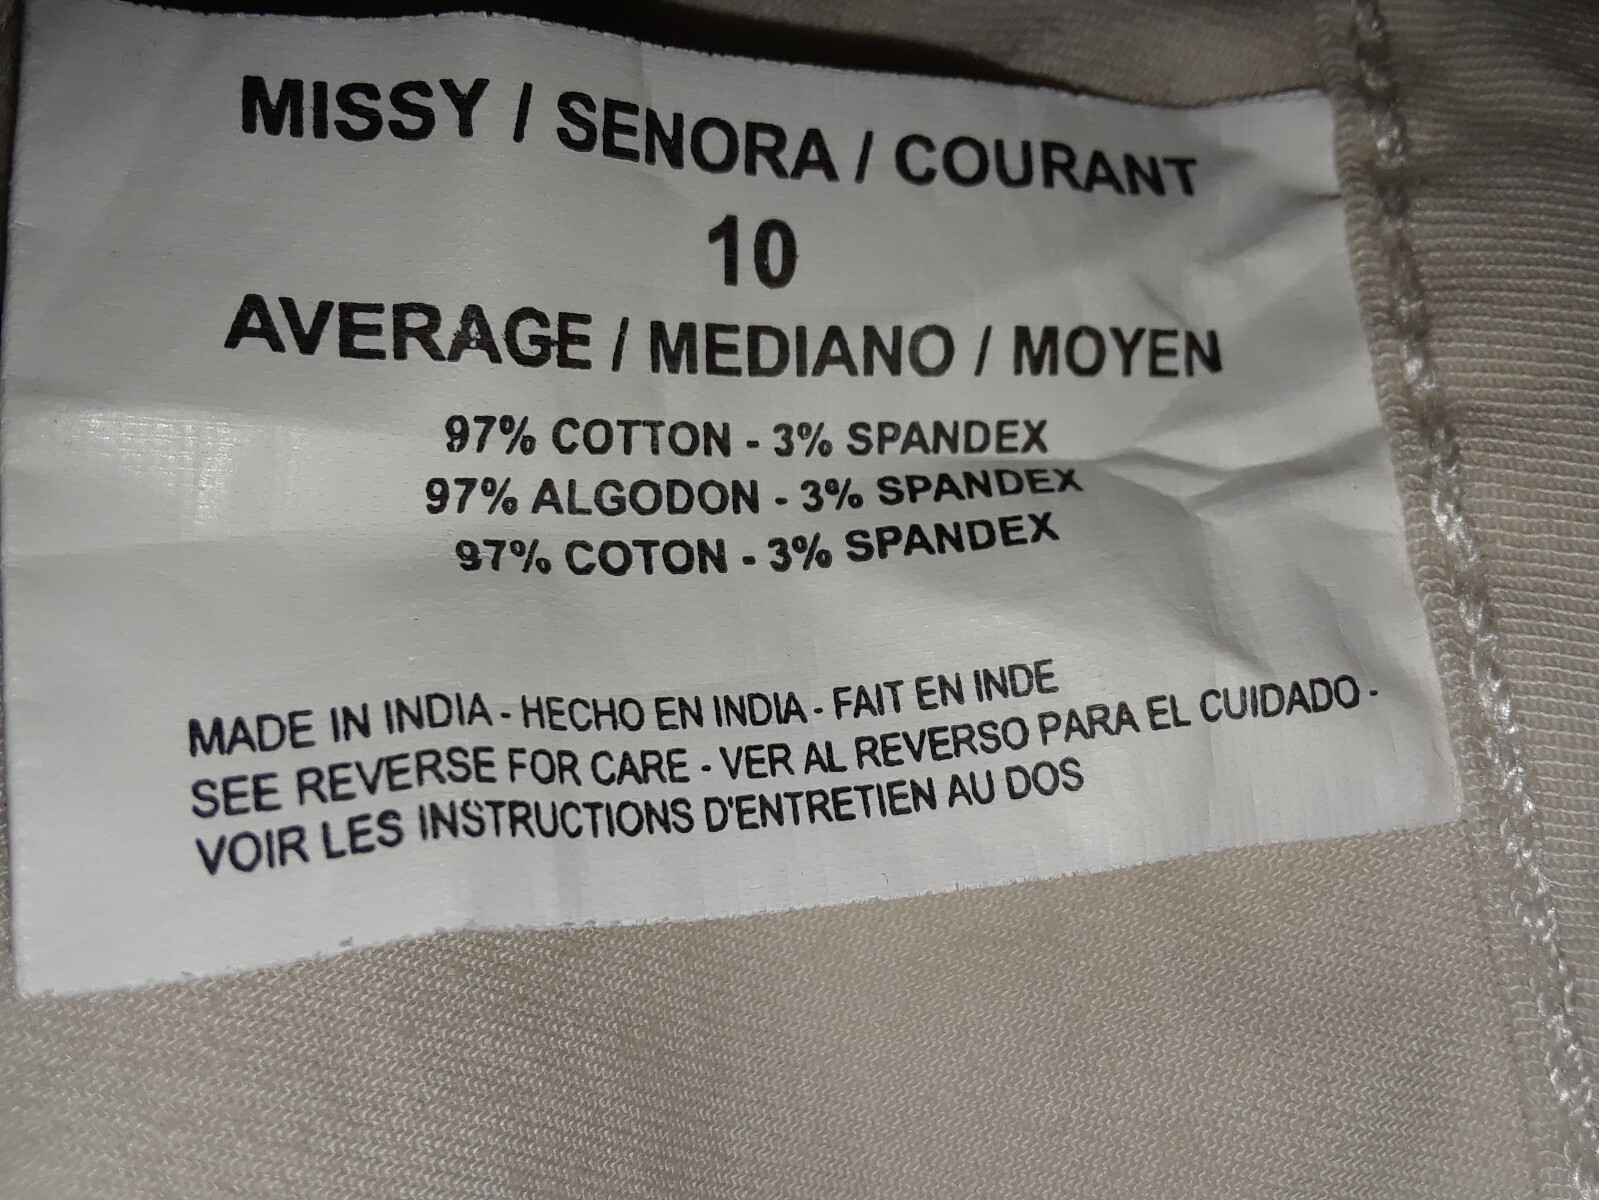 MISSY / SENORA / COURANT
10
AVERAGE / MEDIANO / MOYEN
97% COTTON - 3% SPANDEX
97% ALGODON - 3% SPANDEX
97% COTON - 3% SPANDEX
MADE IN INDIA - HECHO EN INDIA - FAIT EN INDE
SEE REVERSE FOR CARE - VER AL REVERSO PARA EL CUIDADO -
VOIR LES INSTRUCTIONS D'ENTRETIEN AU DOS